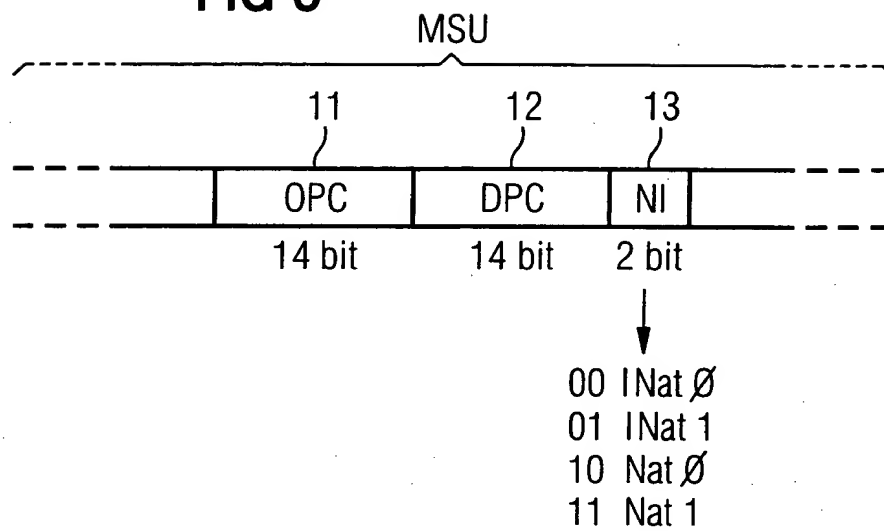 MSU
11 12 13
OPC DPC NI
14 bit 14 bit 2 bit
00 INat Ø
01 INat 1
10 Nat Ø
11 Nat 1